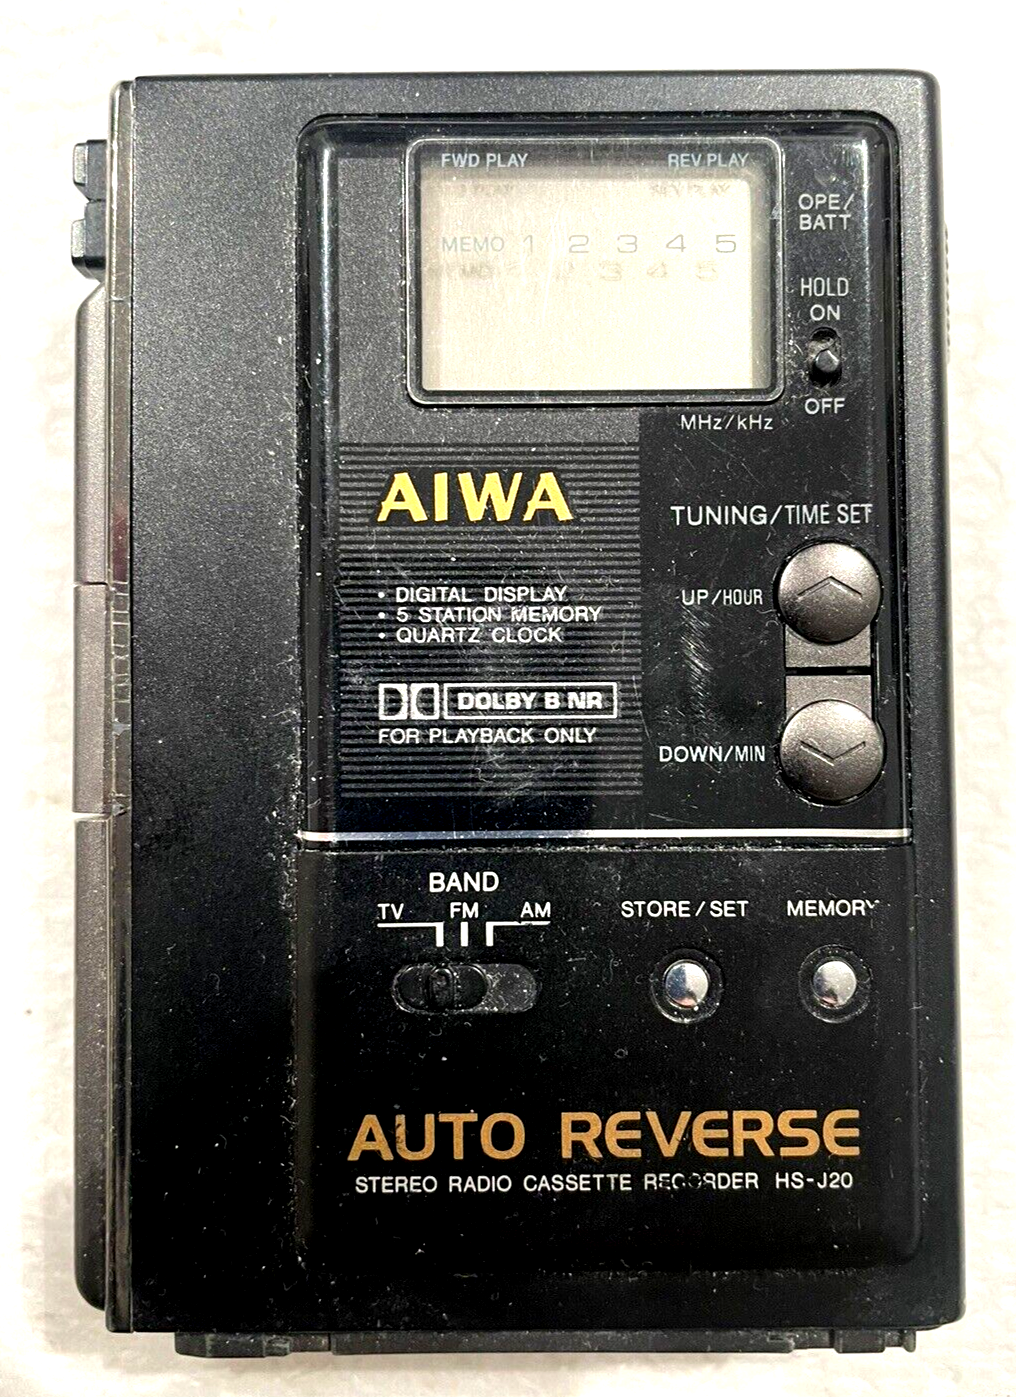 FWD PLAY REV PLAY
MEMO 1 2 3 4 5
OPE/
BATT
HOLD
ON
OFF
MHz/kHz
AIWA
TUNING/TIME SET
• DIGITAL DISPLAY
• 5 STATION MEMORY
• QUARTZ CLOCK
UP/HOUR
DOLBY B NR
FOR PLAYBACK ONLY
DOWN/MIN
BAND
TV FM AM
STORE/SET
MEMORY
AUTO REVERSE
STEREO RADIO CASSETTE RECORDER HS-J20